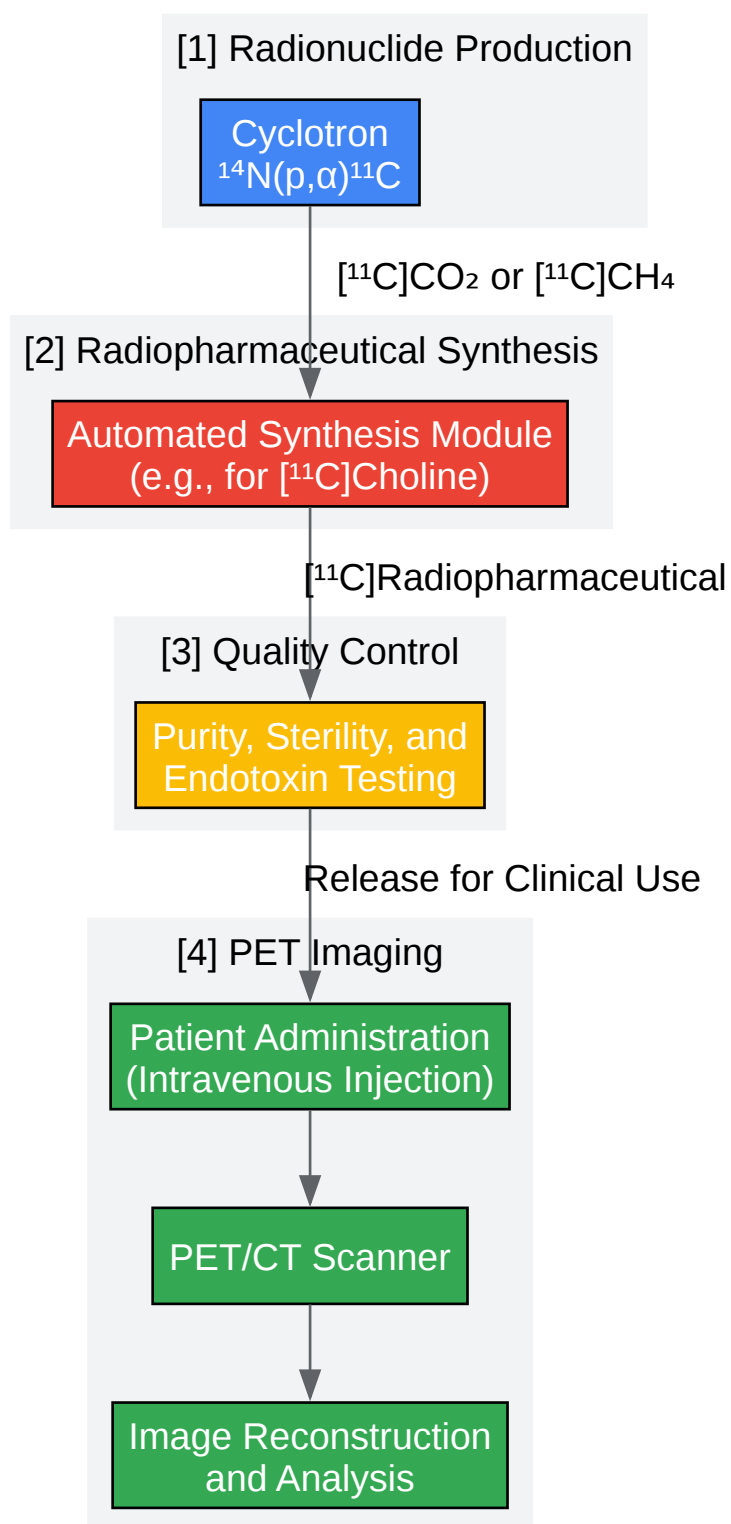 [1] Radionuclide Production
Cyclotron
¹⁴N(p,α)¹¹C
[¹¹C]CO₂ or [¹¹C]CH₄
[2] Radiopharmaceutical Synthesis
Automated Synthesis Module
(e.g., for [¹¹C]Choline)
[¹¹C]Radiopharmaceutical
[3] Quality Control
Purity, Sterility, and
Endotoxin Testing
Release for Clinical Use
[4] PET Imaging
Patient Administration
(Intravenous Injection)
PET/CT Scanner
Image Reconstruction
and Analysis